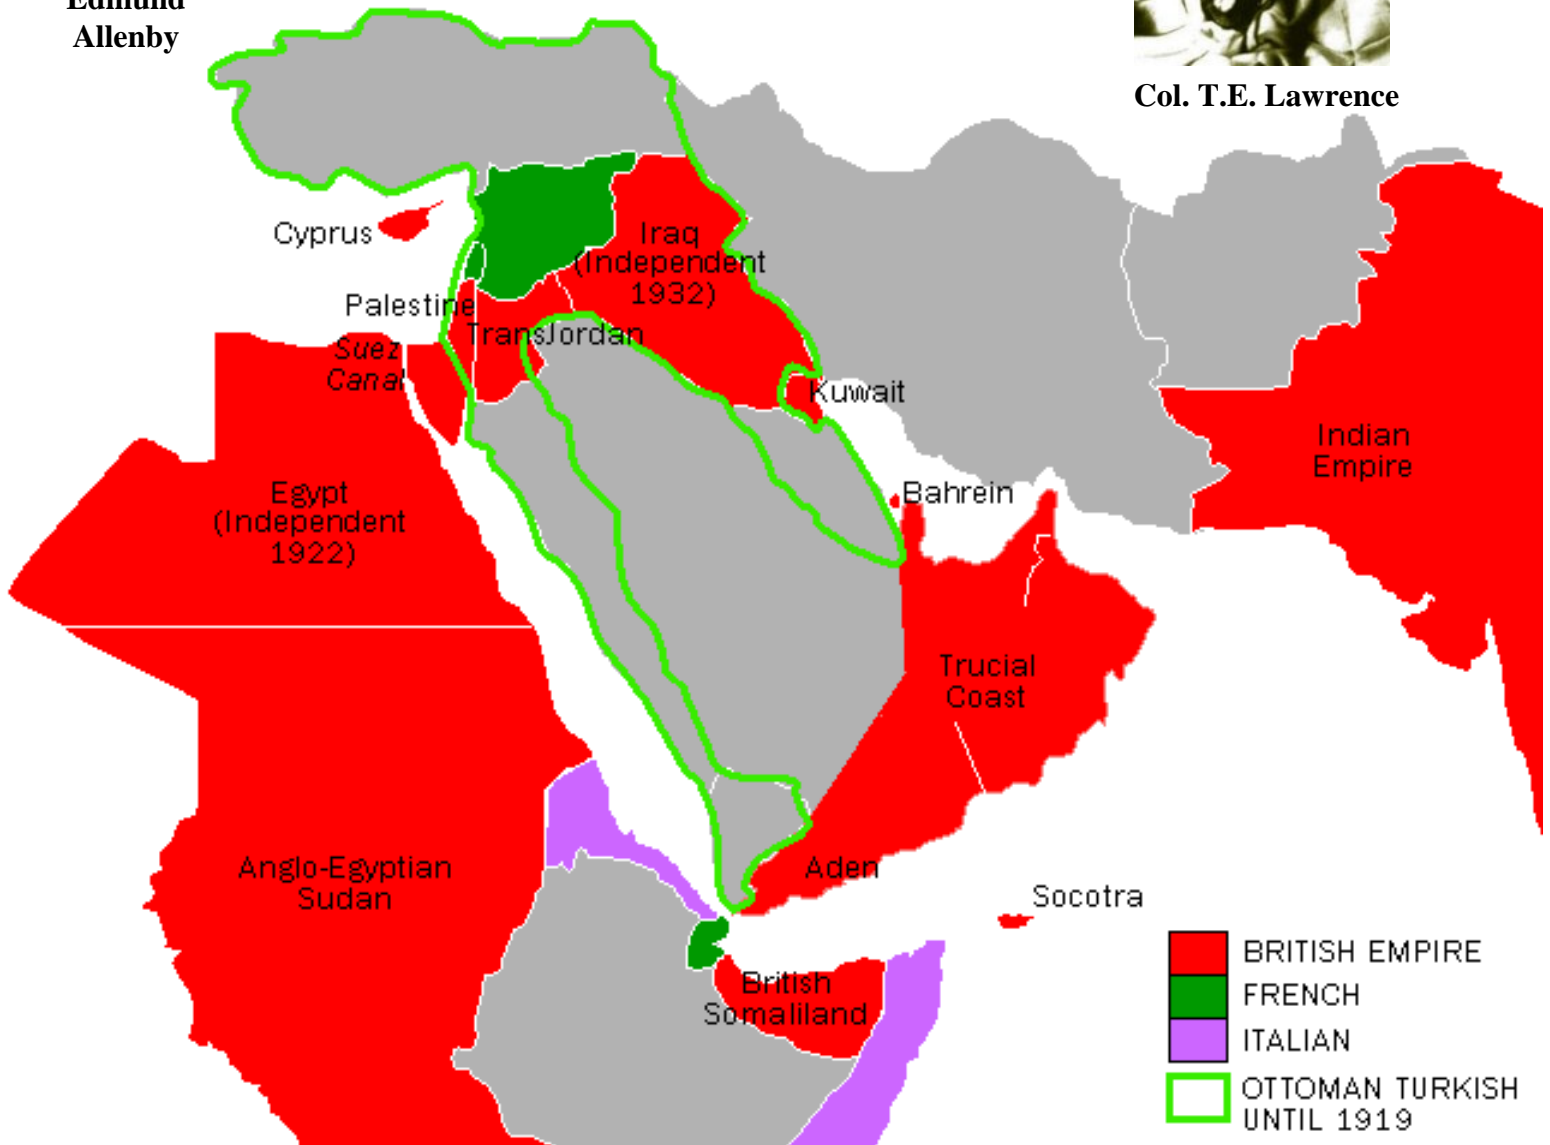 Edmund
Allenby
Col. T.E. Lawrence
Cyprus
Iraq
(Independent
1932)
Palestine
TransJordan
Suez
Canal
Kuwait
Indian
Empire
Egypt
(Independent
1922)
Bahrein
Trucial
Coast
Anglo-Egyptian
Sudan
Aden
Socotra
British
Somaliland
BRITISH EMPIRE
FRENCH
ITALIAN
OTTOMAN TURKISH
UNTIL 1919